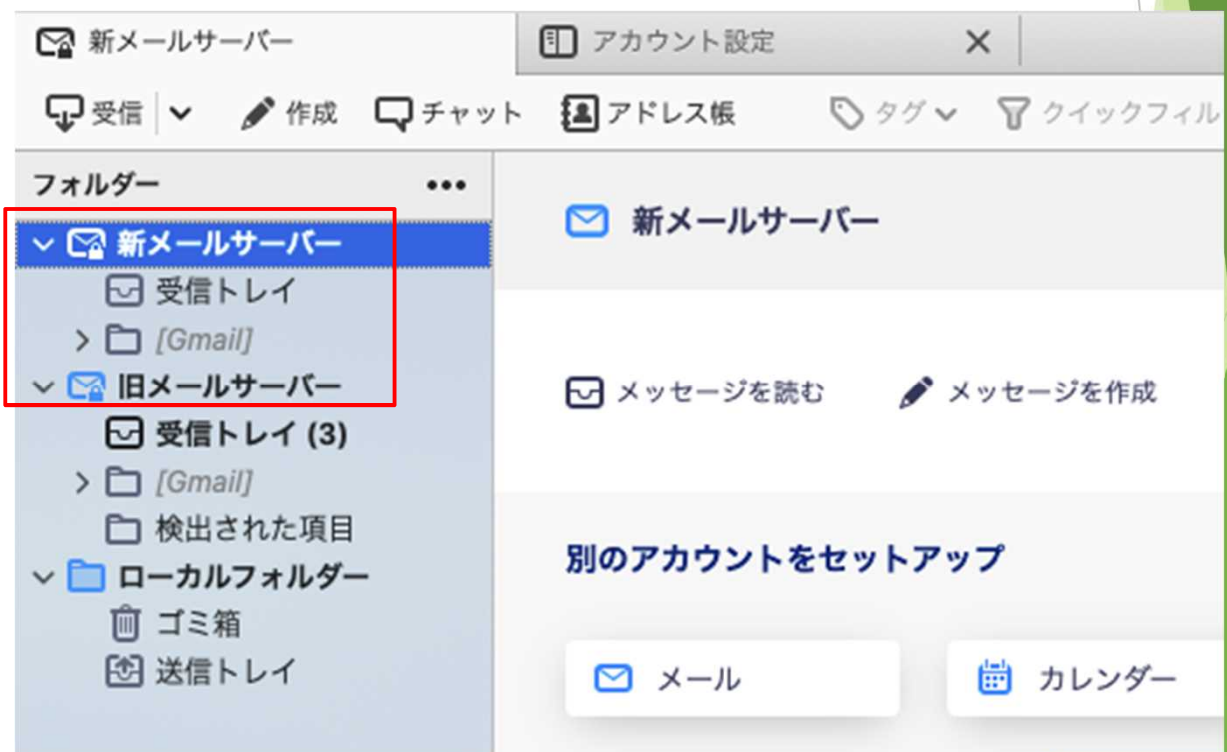 新メールサーバー
アカウント設定
受信
作成
チャット
アドレス帳
タグ
クイックフィル
フォルダー
新メールサーバー
受信トレイ
[Gmail]
旧メールサーバー
受信トレイ (3)
[Gmail]
検出された項目
ローカルフォルダー
ゴミ箱
送信トレイ
新メールサーバー
メッセージを読む
メッセージを作成
別のアカウントをセットアップ
メール
カレンダー